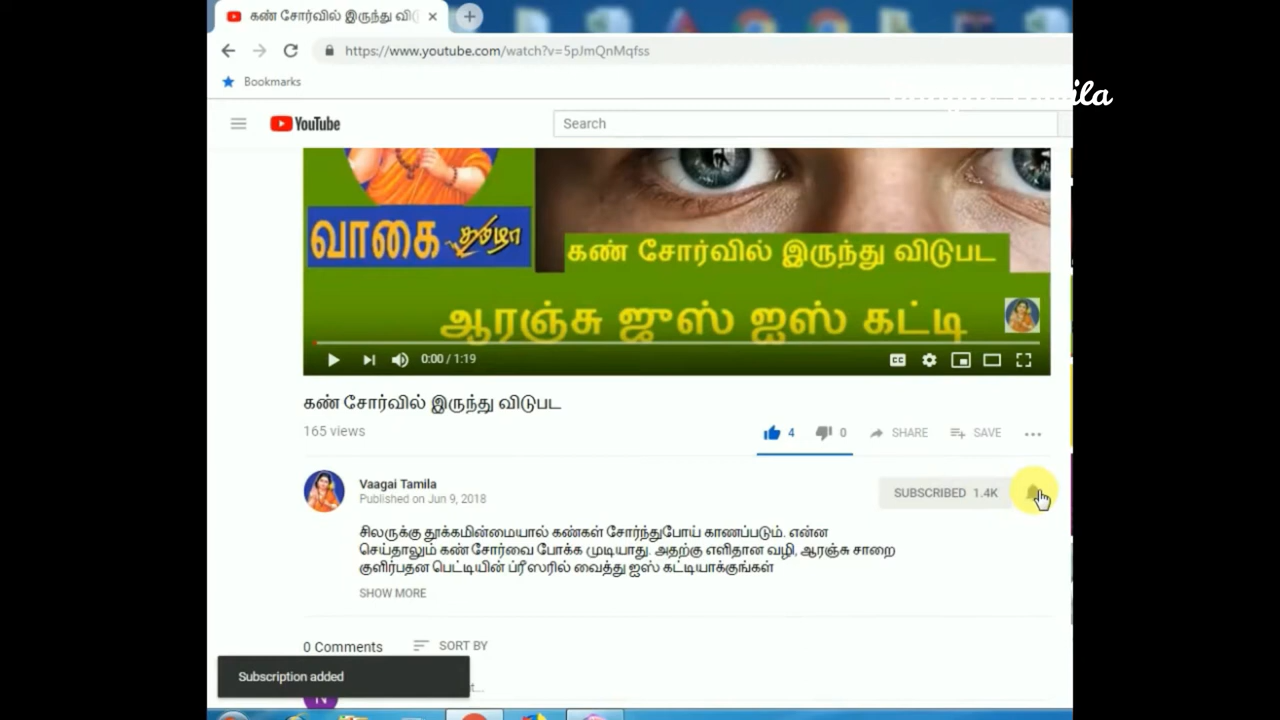 கண் சோர்வில் இருந்து விடு
https://www.youtube.com/watch?v=5pJmQnMqfss
Bookmarks
ila
YouTube
Search
வாகை தமிழா
கண் சோர்வில் இருந்து விடுபட
ஆரஞ்சு ஜுஸ் ஐஸ் கட்டி
0:00 / 1:19
CC
கண் சோர்வில் இருந்து விடுபட
165 views
4
0
SHARE
SAVE
Vaagai Tamila
SUBSCRIBED 1.4K
Published on Jun 9, 2018
சிலருக்கு தூக்கமின்மையால் கண்கள் சோர்ந்துபோய் காணப்படும். என்ன
செய்தாலும் கண் சோர்வை போக்க முடியாது. அதற்கு எளிதான வழி, ஆரஞ்சு சாறை
குளிர்பதன பெட்டியின் ப்ரீஸரில் வைத்து ஐஸ் கட்டியாக்குங்கள்
SHOW MORE
0 Comments
SORT BY
Subscription added
N